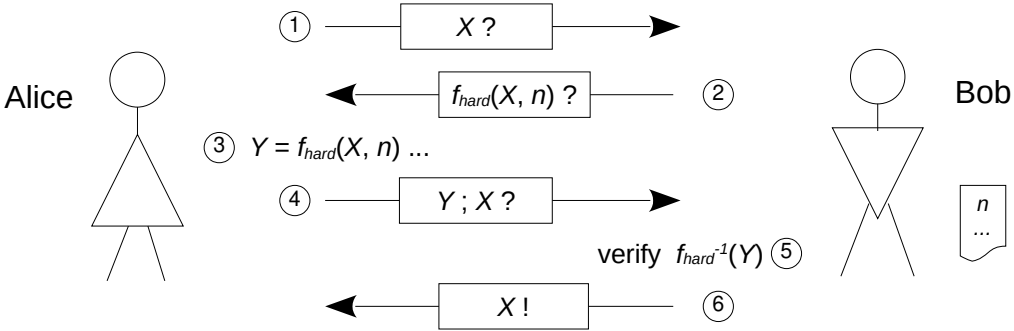 ① X ?
Alice
f_hard(X, n) ? ②
Bob
③ Y = f_hard(X, n) ...
④ Y ; X ?
n
...
verify f_hard^-1(Y) ⑤
X ! ⑥